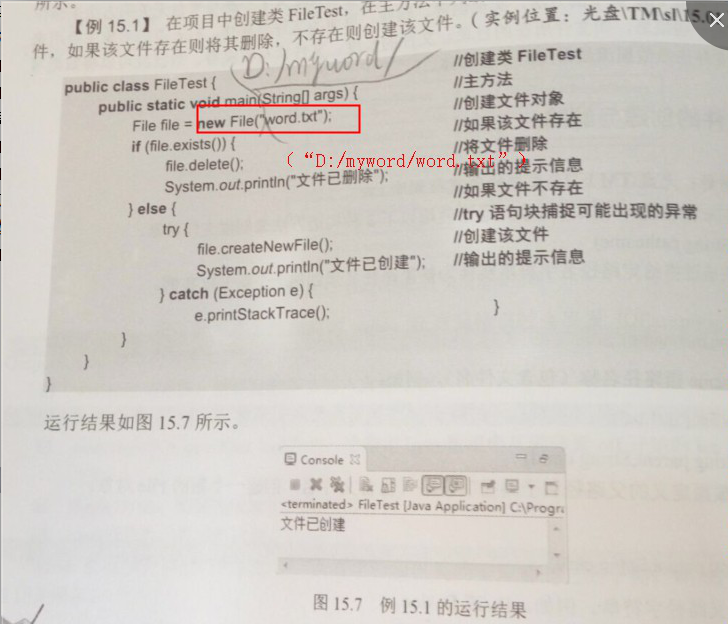 所示。
【例 15.1】 在项目中创建类 FileTest，在主方法中
件，如果该文件存在则将其删除，不存在则创建该文件。（实例位置：光盘\TM\sl\15.
D:/myword/
public class FileTest { //创建类 FileTest
public static void main(String[] args) { //主方法
File file = new File("word.txt"); //创建文件对象
if (file.exists()) { //如果该文件存在
file.delete(); //将文件删除
（“D:/myword/word.txt”）
System.out.println("文件已删除"); //输出的提示信息
} else { //如果文件不存在
try { //try 语句块捕捉可能出现的异常
file.createNewFile(); //创建该文件
System.out.println("文件已创建"); //输出的提示信息
} catch (Exception e) {
e.printStackTrace(); }
}
}
}
运行结果如图 15.7 所示。
Console
<terminated> FileTest [Java Application] C:\Progra
文件已创建
图 15.7 例 15.1 的运行结果